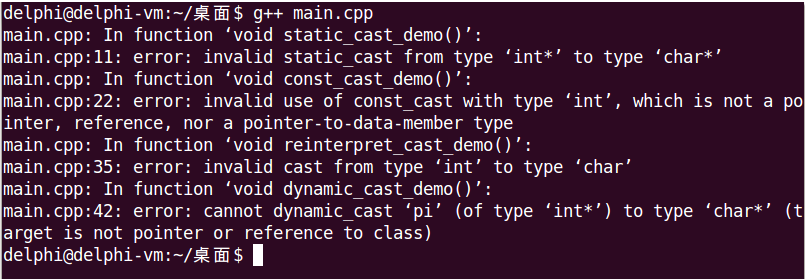 delphi@delphi-vm:~/桌面$ g++ main.cpp
main.cpp: In function ‘void static_cast_demo()’:
main.cpp:11: error: invalid static_cast from type ‘int*’ to type ‘char*’
main.cpp: In function ‘void const_cast_demo()’:
main.cpp:22: error: invalid use of const_cast with type ‘int’, which is not a po
inter, reference, nor a pointer-to-data-member type
main.cpp: In function ‘void reinterpret_cast_demo()’:
main.cpp:35: error: invalid cast from type ‘int’ to type ‘char’
main.cpp: In function ‘void dynamic_cast_demo()’:
main.cpp:42: error: cannot dynamic_cast ‘pi’ (of type ‘int*’) to type ‘char*’ (t
arget is not pointer or reference to class)
delphi@delphi-vm:~/桌面$